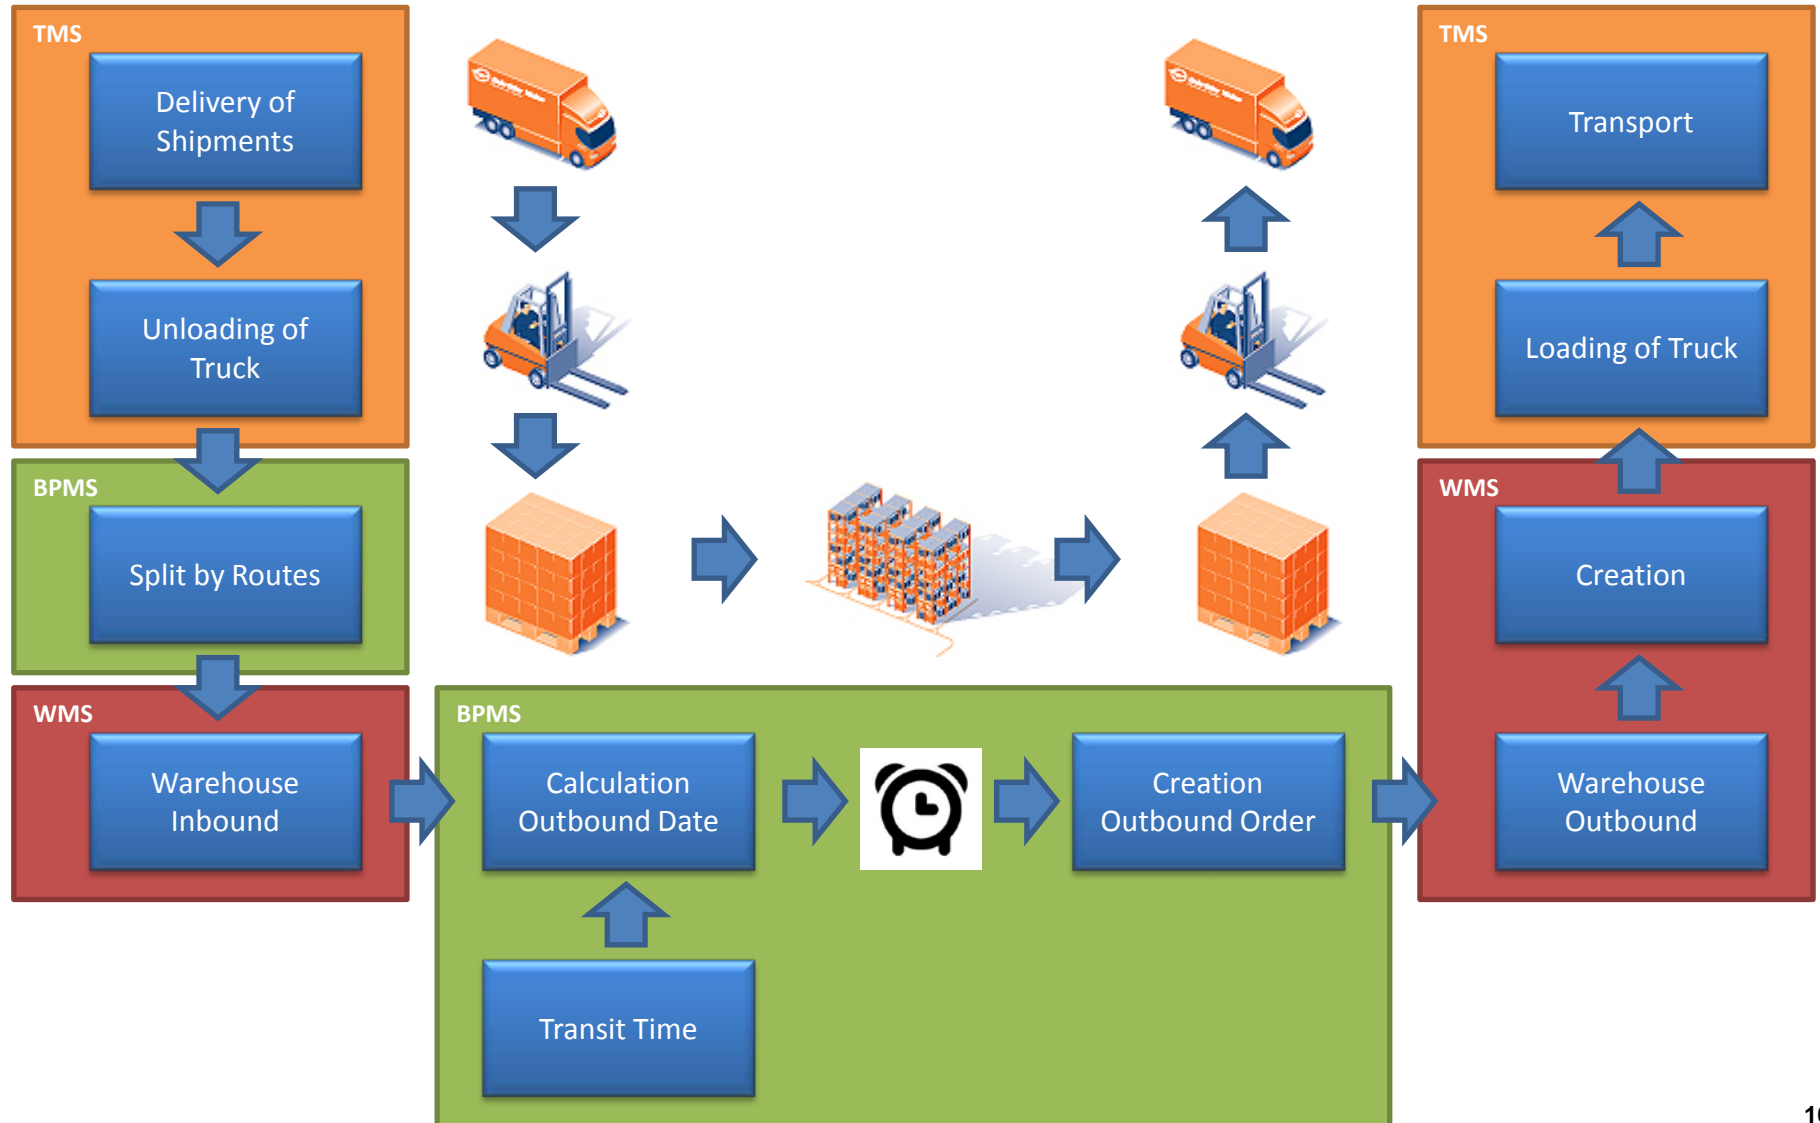 TMS
Delivery of
Shipments
Unloading of
Truck
BPMS
Split by Routes
WMS
Warehouse
Inbound
BPMS
Calculation
Outbound Date
Creation
Outbound Order
Transit Time
TMS
Transport
Loading of Truck
WMS
Creation
Warehouse
Outbound